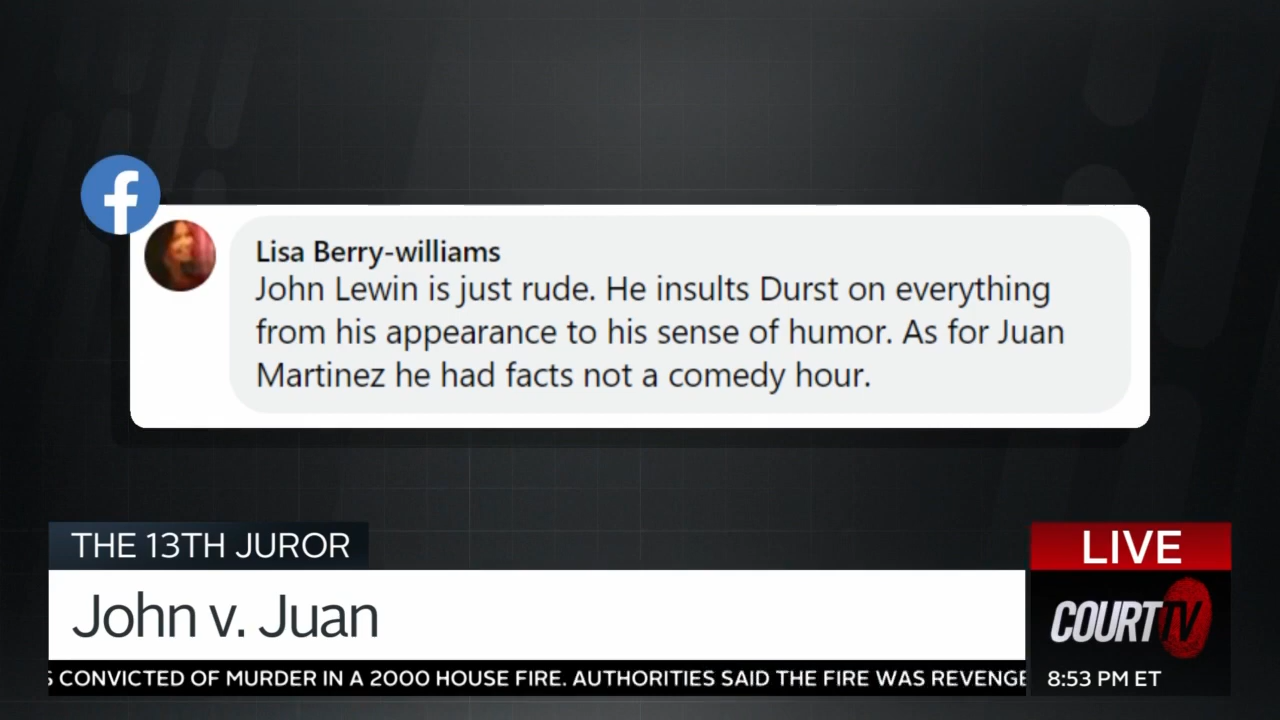 f
Lisa Berry-williams
John Lewin is just rude. He insults Durst on everything
from his appearance to his sense of humor. As for Juan
Martinez he had facts not a comedy hour.
THE 13TH JUROR
John v. Juan
CONVICTED OF MURDER IN A 2000 HOUSE FIRE. AUTHORITIES SAID THE FIRE WAS REVENGE
LIVE
COURT TV
8:53 PM ET